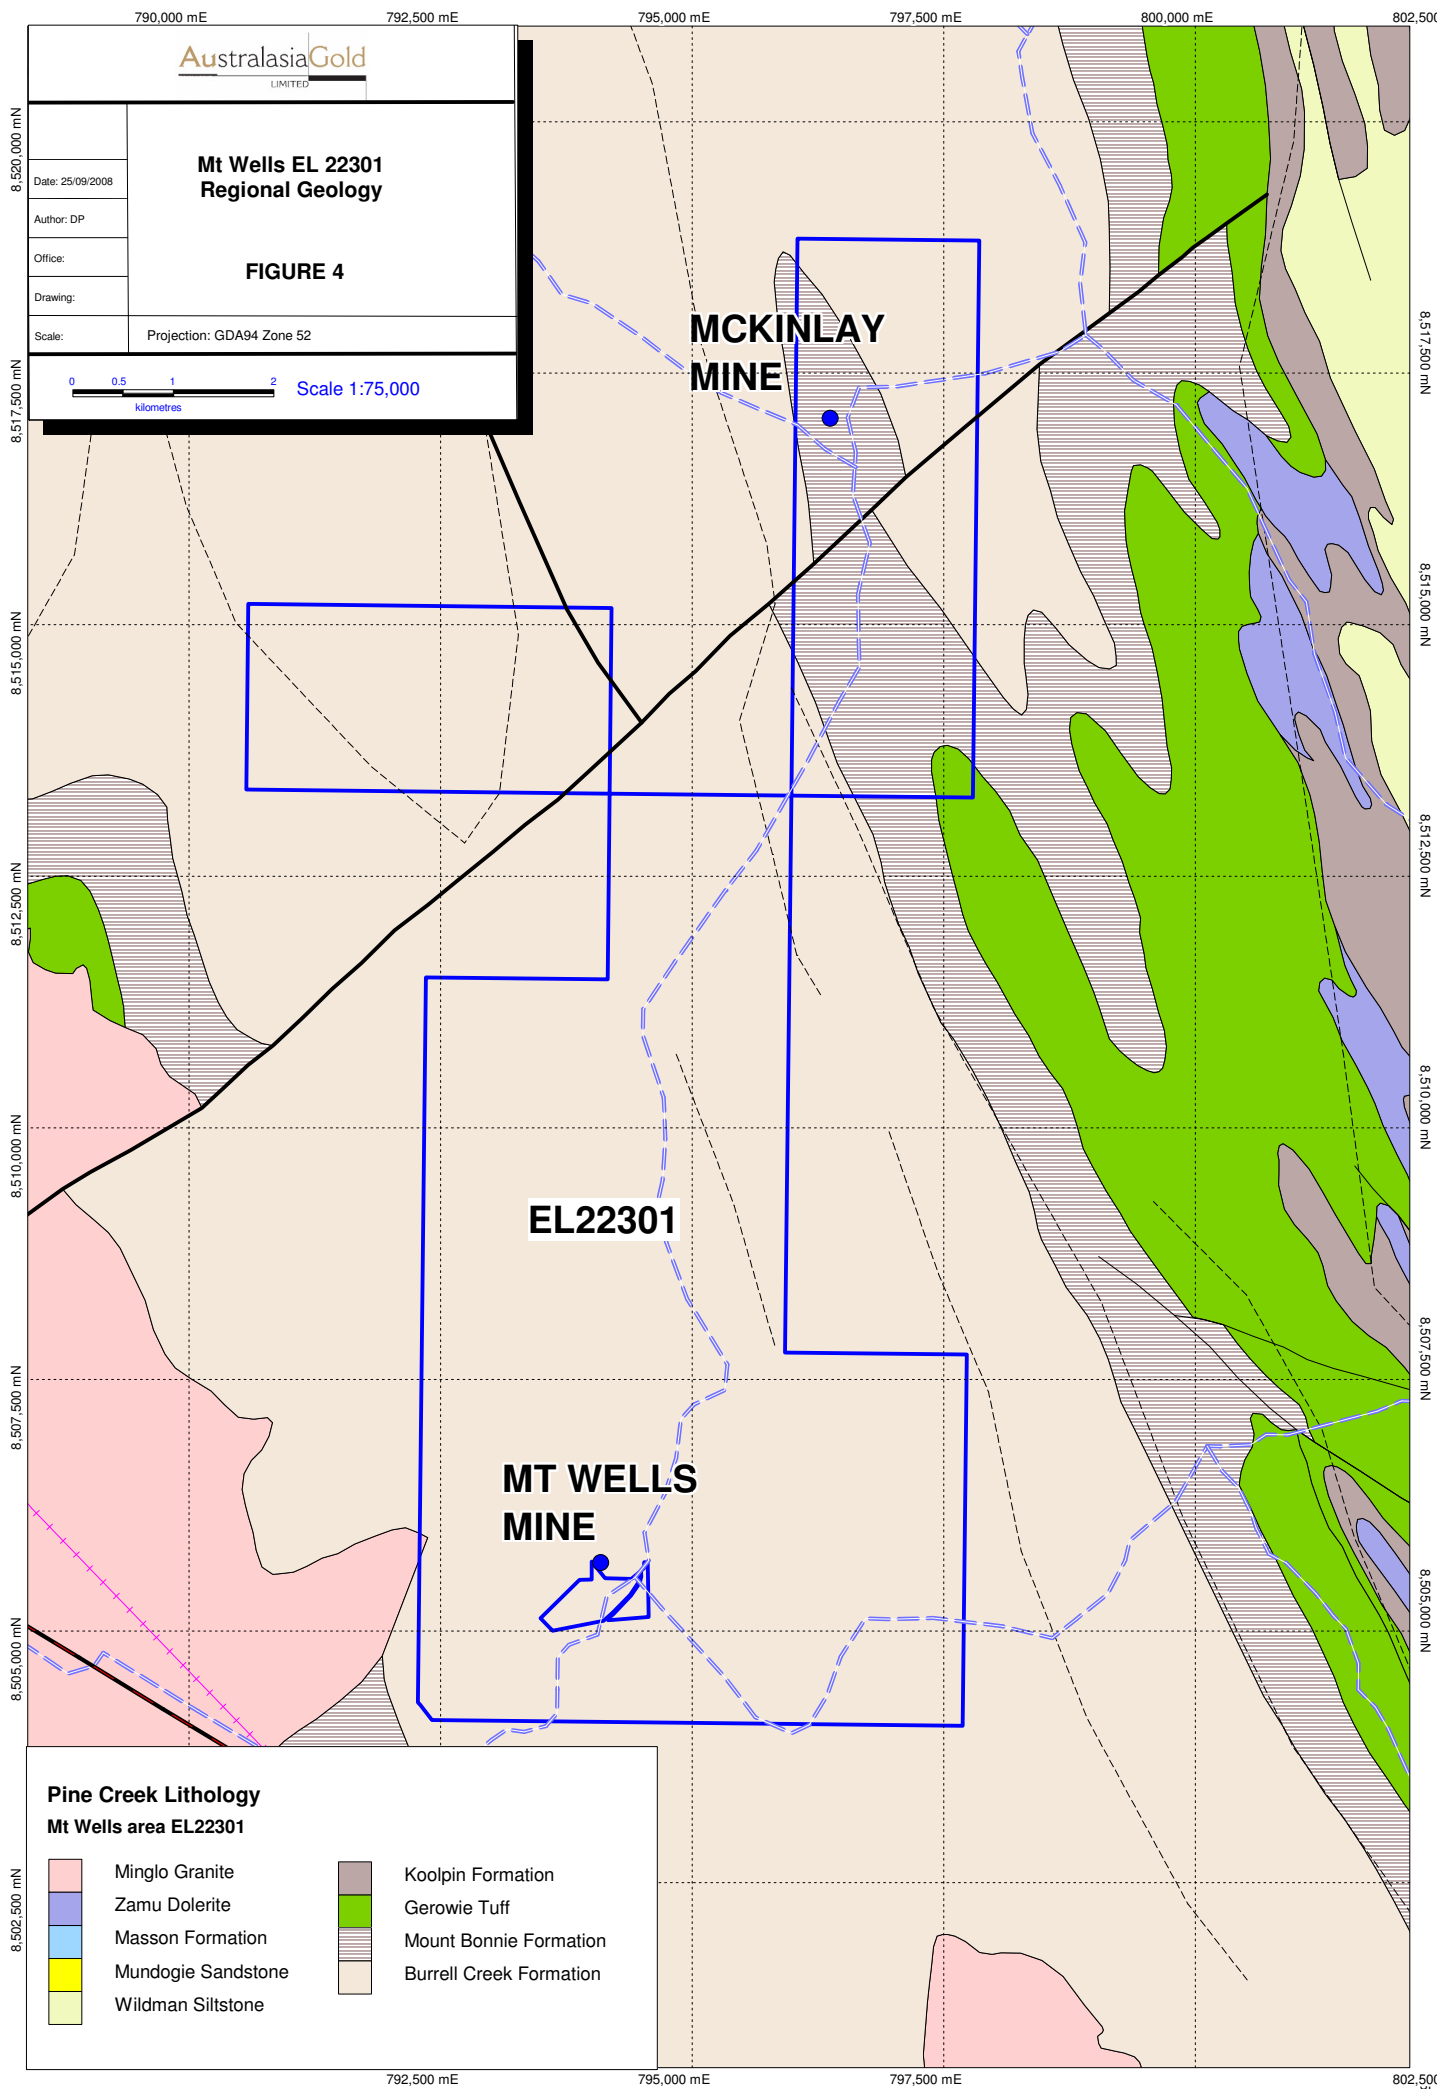 790,000 mE
792,500 mE
795,000 mE
797,500 mE
800,000 mE
802,50
AustralasiaGold
LIMITED
Mt Wells EL 22301
Regional Geology
FIGURE 4
Date: 25/09/2008
Author: DP
Office:
Drawing:
Scale:
Projection: GDA94 Zone 52
0 0.5 1 2
kilometres
Scale 1:75,000
8,520,000 mN
8,517,500 mN
8,515,000 mN
8,512,500 mN
8,510,000 mN
8,507,500 mN
8,505,000 mN
8,502,500 mN
MCKINLAY
MINE
EL22301
MT WELLS
MINE
8,517,500 mN
8,515,000 mN
8,512,500 mN
8,510,000 mN
8,507,500 mN
8,505,000 mN
Pine Creek Lithology
Mt Wells area EL22301
Minglo Granite
Zamu Dolerite
Masson Formation
Mundogie Sandstone
Wildman Siltstone
Koolpin Formation
Gerowie Tuff
Mount Bonnie Formation
Burrell Creek Formation
792,500 mE
795,000 mE
797,500 mE
802,50